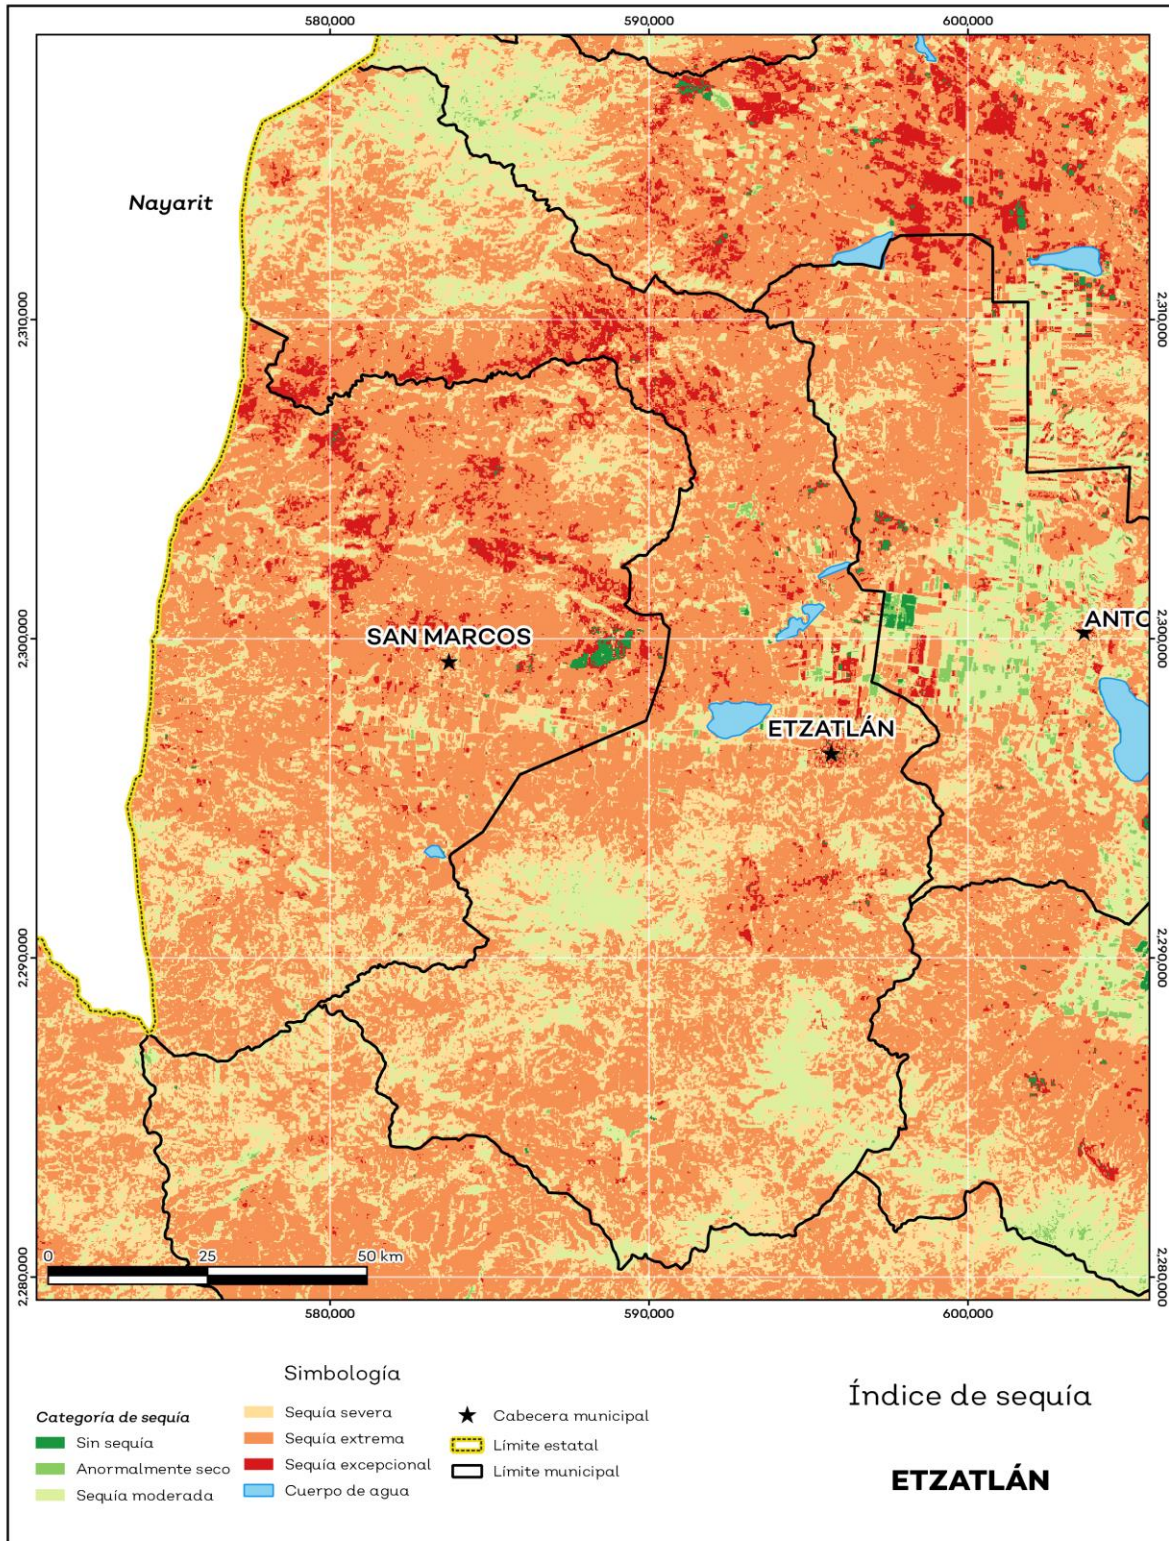 580,000 590,000 600,000
Nayarit
2,310,000 2,310,000
SAN MARCOS
ANTO
2,300,000 2,300,000
ETZATLÁN
2,290,000 2,290,000
0 25 50 km
2,280,000 2,280,000
580,000 590,000 600,000
Simbología
Categoría de sequía
Sin sequía
Anormalmente seco
Sequía moderada
Sequía severa
Sequía extrema
Sequía excepcional
Cuerpo de agua
Cabecera municipal
Límite estatal
Límite municipal
Índice de sequía
ETZATLÁN